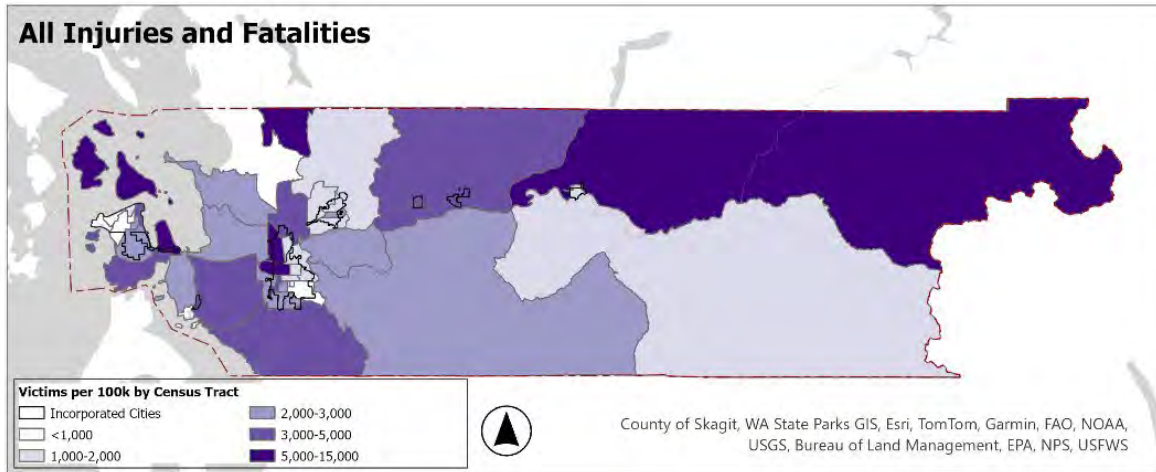 All Injuries and Fatalities
Victims per 100k by Census Tract
Incorporated Cities
<1,000
1,000-2,000
2,000-3,000
3,000-5,000
5,000-15,000
County of Skagit, WA State Parks GIS, Esri, TomTom, Garmin, FAO, NOAA,
USGS, Bureau of Land Management, EPA, NPS, USFWS